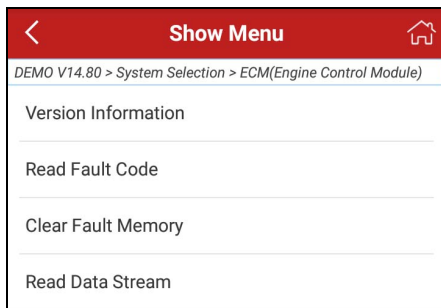 Show Menu
DEMO V14.80 > System Selection > ECM(Engine Control Module)
Version Information
Read Fault Code
Clear Fault Memory
Read Data Stream